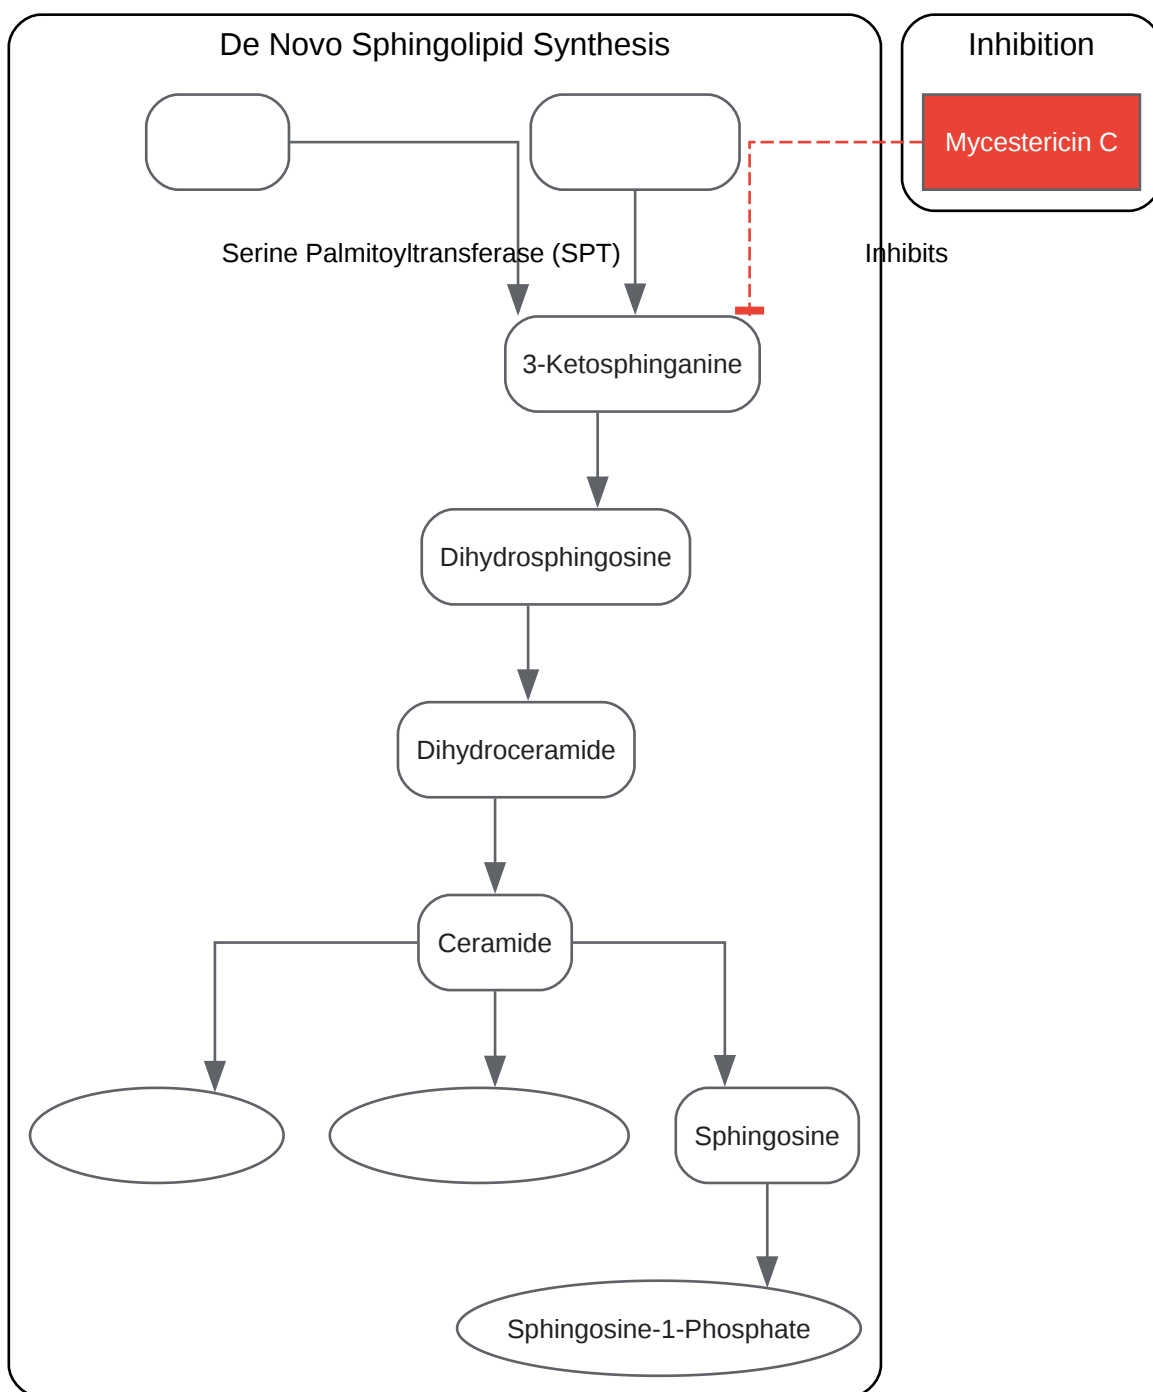 De Novo Sphingolipid Synthesis
Inhibition
Mycestericin C
Serine Palmitoyltransferase (SPT)
Inhibits
3-Ketosphinganine
Dihydrosphingosine
Dihydroceramide
Ceramide
Sphingosine
Sphingosine-1-Phosphate